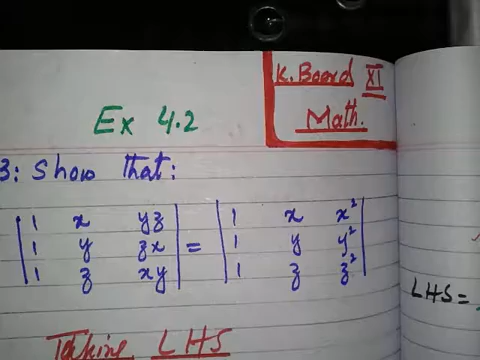 K. Board XI
Math.
Ex 4.2
3: Show that:
| 1 x yz | = | 1 x x² |
| 1 y zx | = | 1 y y² |
| 1 z xy | = | 1 z z² |
LHS =
Taking LHS